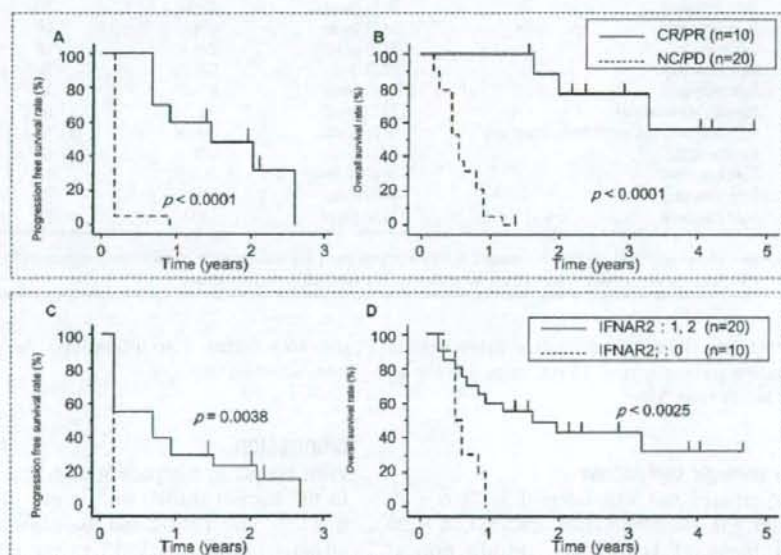 A
Progression free survival rate (%)
100
80
60
40
20
0
p < 0.0001
0
1
2
3
Time (years)
B
Overall survival rate (%)
100
80
60
40
20
0
CR/PR (n=10)
NC/PD (n=20)
p < 0.0001
0
1
2
3
4
5
Time (years)
C
Progression free survival rate (%)
100
80
60
40
20
0
p = 0.0038
0
1
2
3
Time (years)
D
Overall survival rate (%)
100
80
60
40
20
0
IFNAR2 : 1, 2 (n=20)
IFNAR2; : 0 (n=10)
p < 0.0025
0
1
2
3
4
5
Time (years)